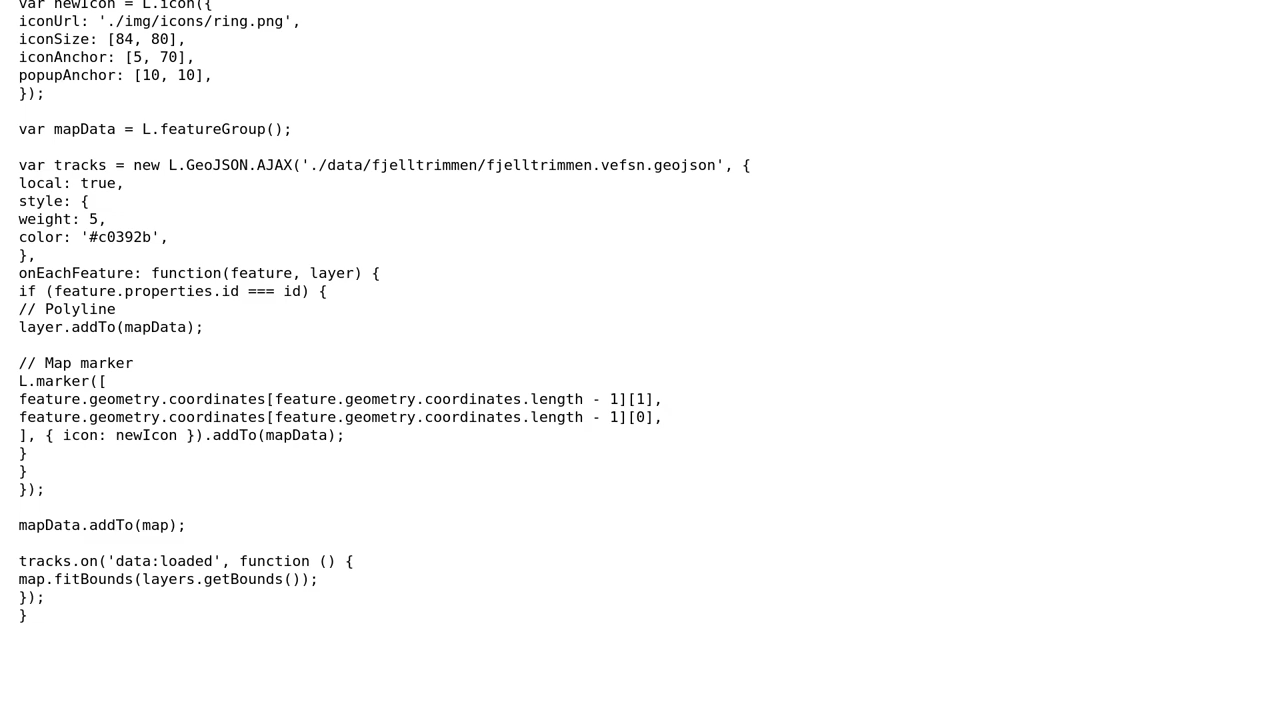 var newIcon = L.icon({
iconUrl: './img/icons/ring.png',
iconSize: [84, 80],
iconAnchor: [5, 70],
popupAnchor: [10, 10],
});

var mapData = L.featureGroup();

var tracks = new L.GeoJSON.AJAX('./data/fjelltrimmen/fjelltrimmen.vefsn.geojson', {
local: true,
style: {
weight: 5,
color: '#c0392b',
},
onEachFeature: function(feature, layer) {
if (feature.properties.id === id) {
// Polyline
layer.addTo(mapData);

// Map marker
L.marker([
feature.geometry.coordinates[feature.geometry.coordinates.length - 1][1],
feature.geometry.coordinates[feature.geometry.coordinates.length - 1][0],
], { icon: newIcon }).addTo(mapData);
}
}
});

mapData.addTo(map);

tracks.on('data:loaded', function () {
map.fitBounds(layers.getBounds());
});
}